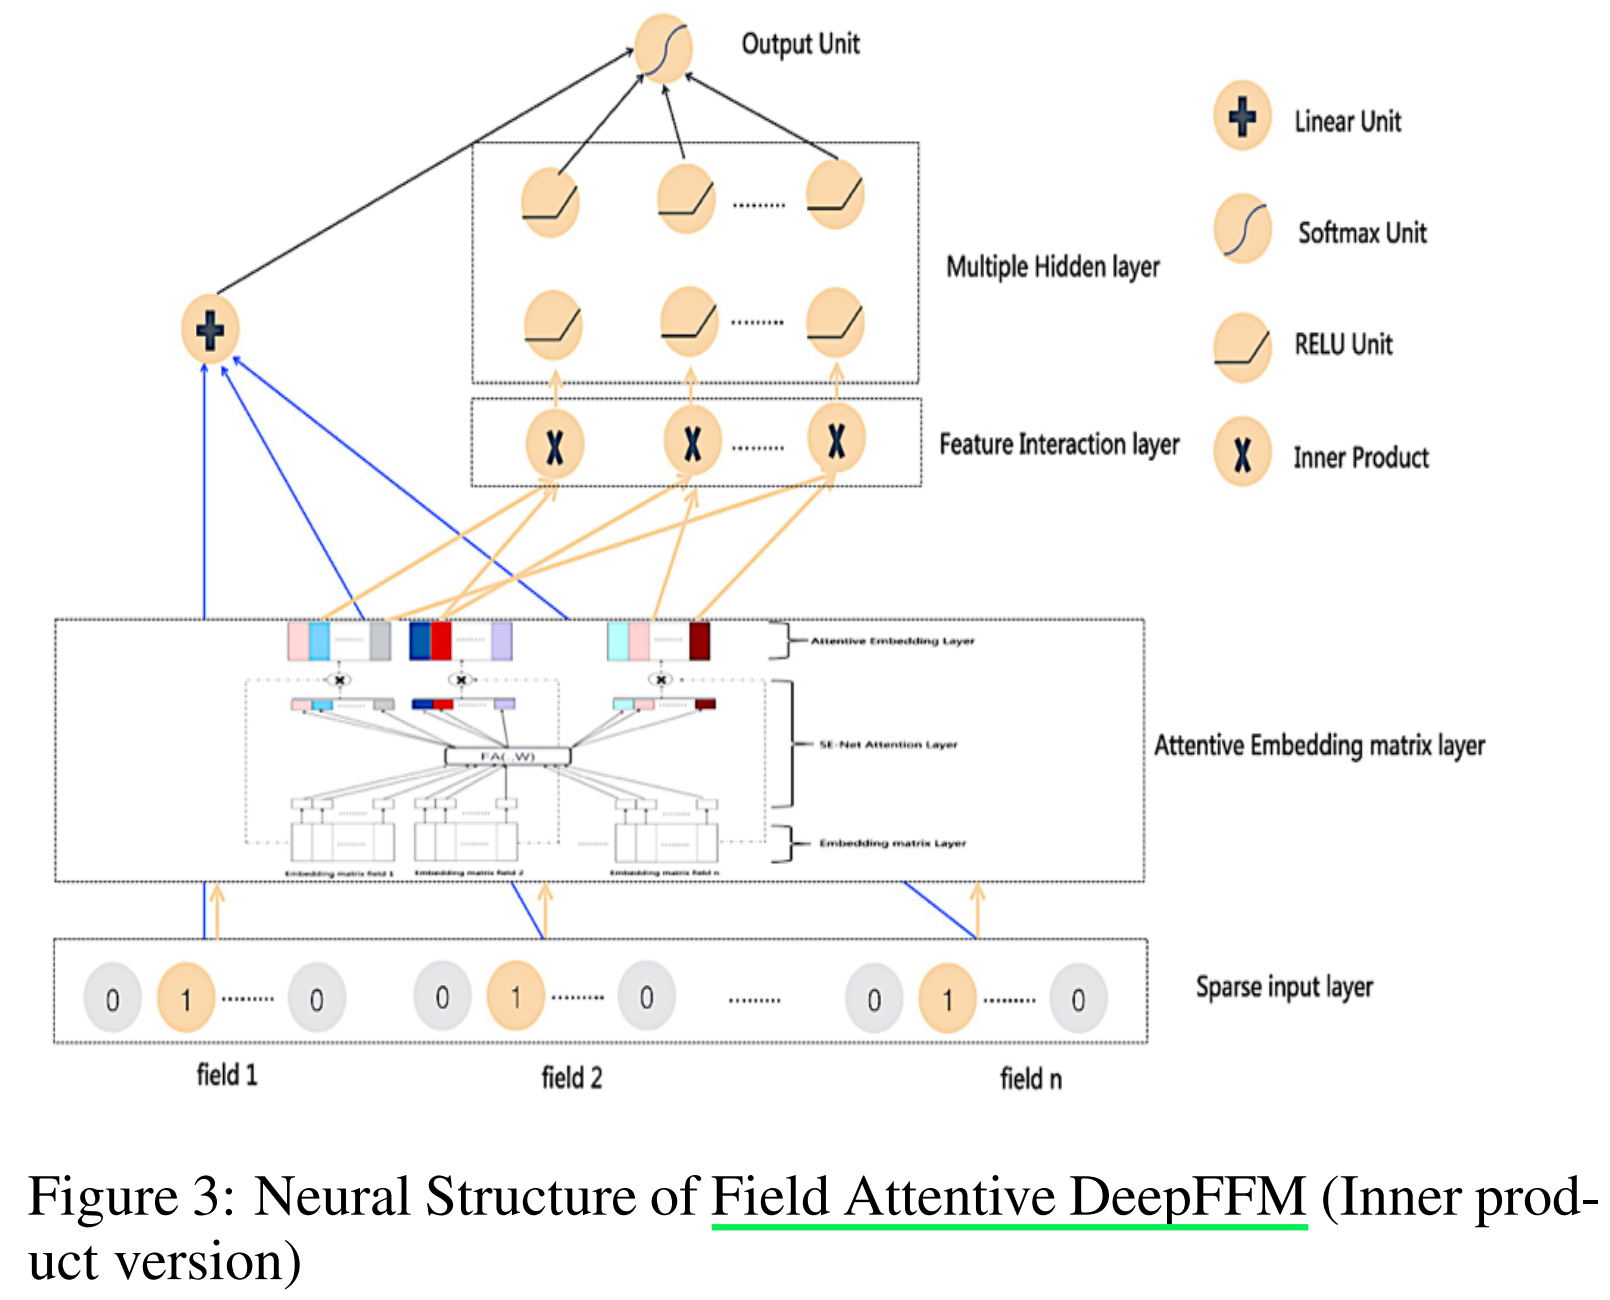 Output Unit
Linear Unit
Softmax Unit
Multiple Hidden layer
RELU Unit
Feature Interaction layer
Inner Product
Attentive Embedding Layer
SE-Net Attention Layer
FA(.,W)
Attentive Embedding matrix layer
Embedding matrix Layer
Embedding matrix field 1 Embedding matrix field 2 Embedding matrix field n
0 1 ......... 0 0 1 ......... 0 ......... 0 1 ......... 0
Sparse input layer
field 1 field 2 field n
Figure 3: Neural Structure of Field Attentive DeepFFM (Inner prod-
uct version)